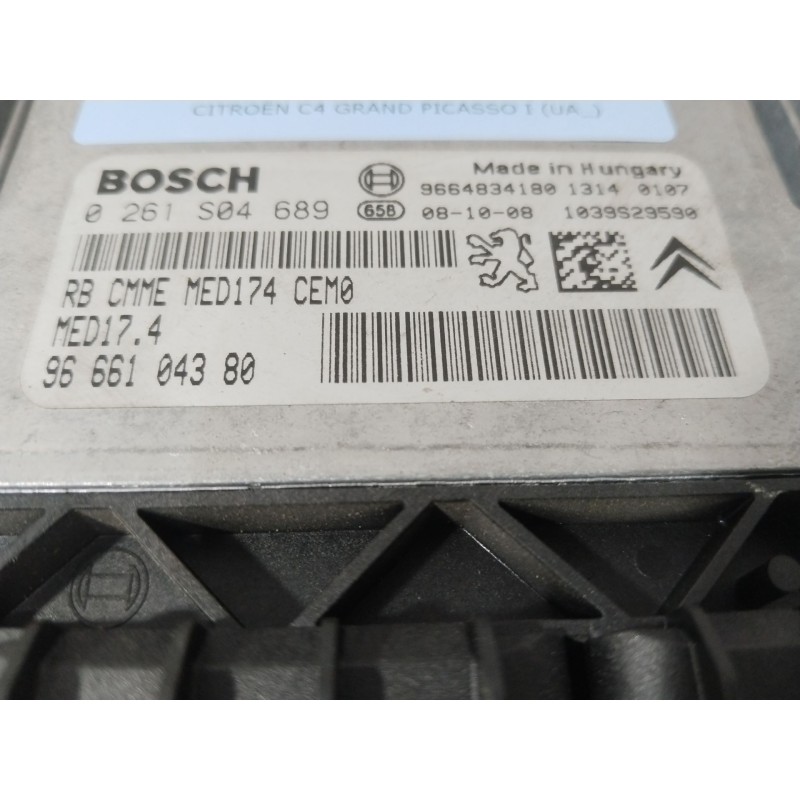 CITROËN C4 GRAND PICASSO I (UA_)
BOSCH
Made in Hungary
9664834180 1314 0107
0 261 S04 689
658 08-10-08 1039S29590
RB CMME MED174 CEM0
MED17.4
96 661 043 80